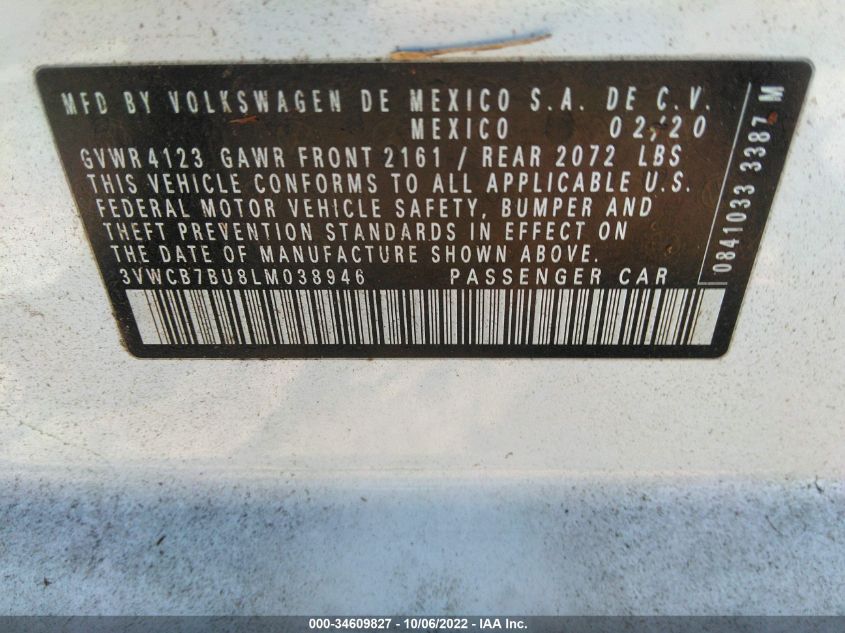 MFD BY VOLKSWAGEN DE MEXICO S.A. DE C.V.
MEXICO 02/20
GVWR 4123 GAWR FRONT 2161 / REAR 2072 LBS
THIS VEHICLE CONFORMS TO ALL APPLICABLE U.S.
FEDERAL MOTOR VEHICLE SAFETY, BUMPER AND
THEFT PREVENTION STANDARDS IN EFFECT ON
THE DATE OF MANUFACTURE SHOWN ABOVE.
3VWCB7BU8LM038946 PASSENGER CAR
0841033 3387 M
000-34609827 - 10/06/2022 - IAA Inc.